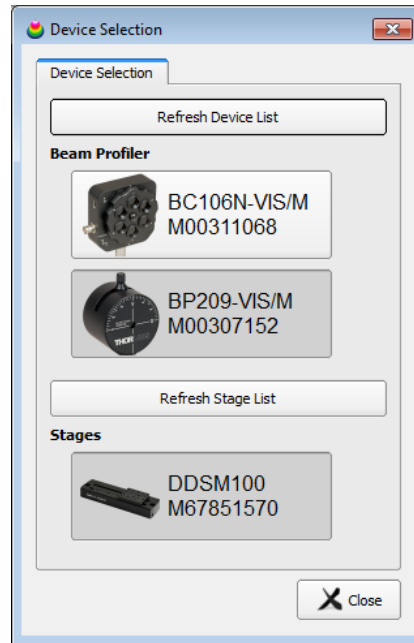 Device Selection
Device Selection
Refresh Device List
Beam Profiler
BC106N-VIS/M
M00311068
BP209-VIS/M
M00307152
Refresh Stage List
Stages
DDSM100
M67851570
Close